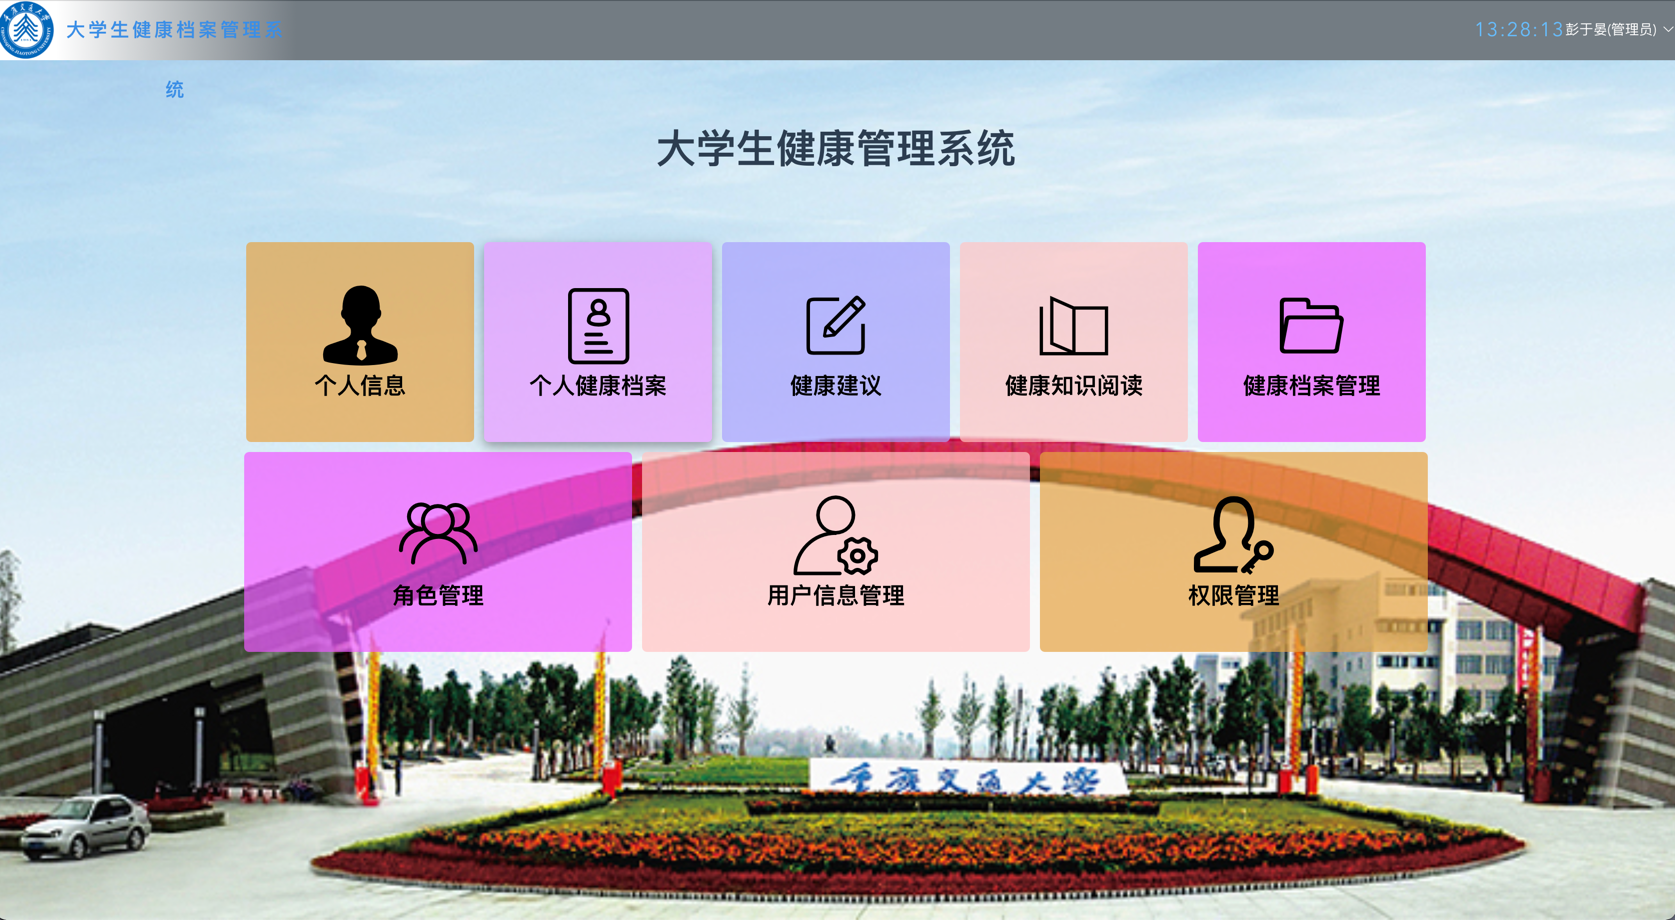 大学生健康档案管理系
统
13:28:13 彭于晏(管理员)
大学生健康管理系统
个人信息
个人健康档案
健康建议
健康知识阅读
健康档案管理
角色管理
用户信息管理
权限管理
重庆交通大学